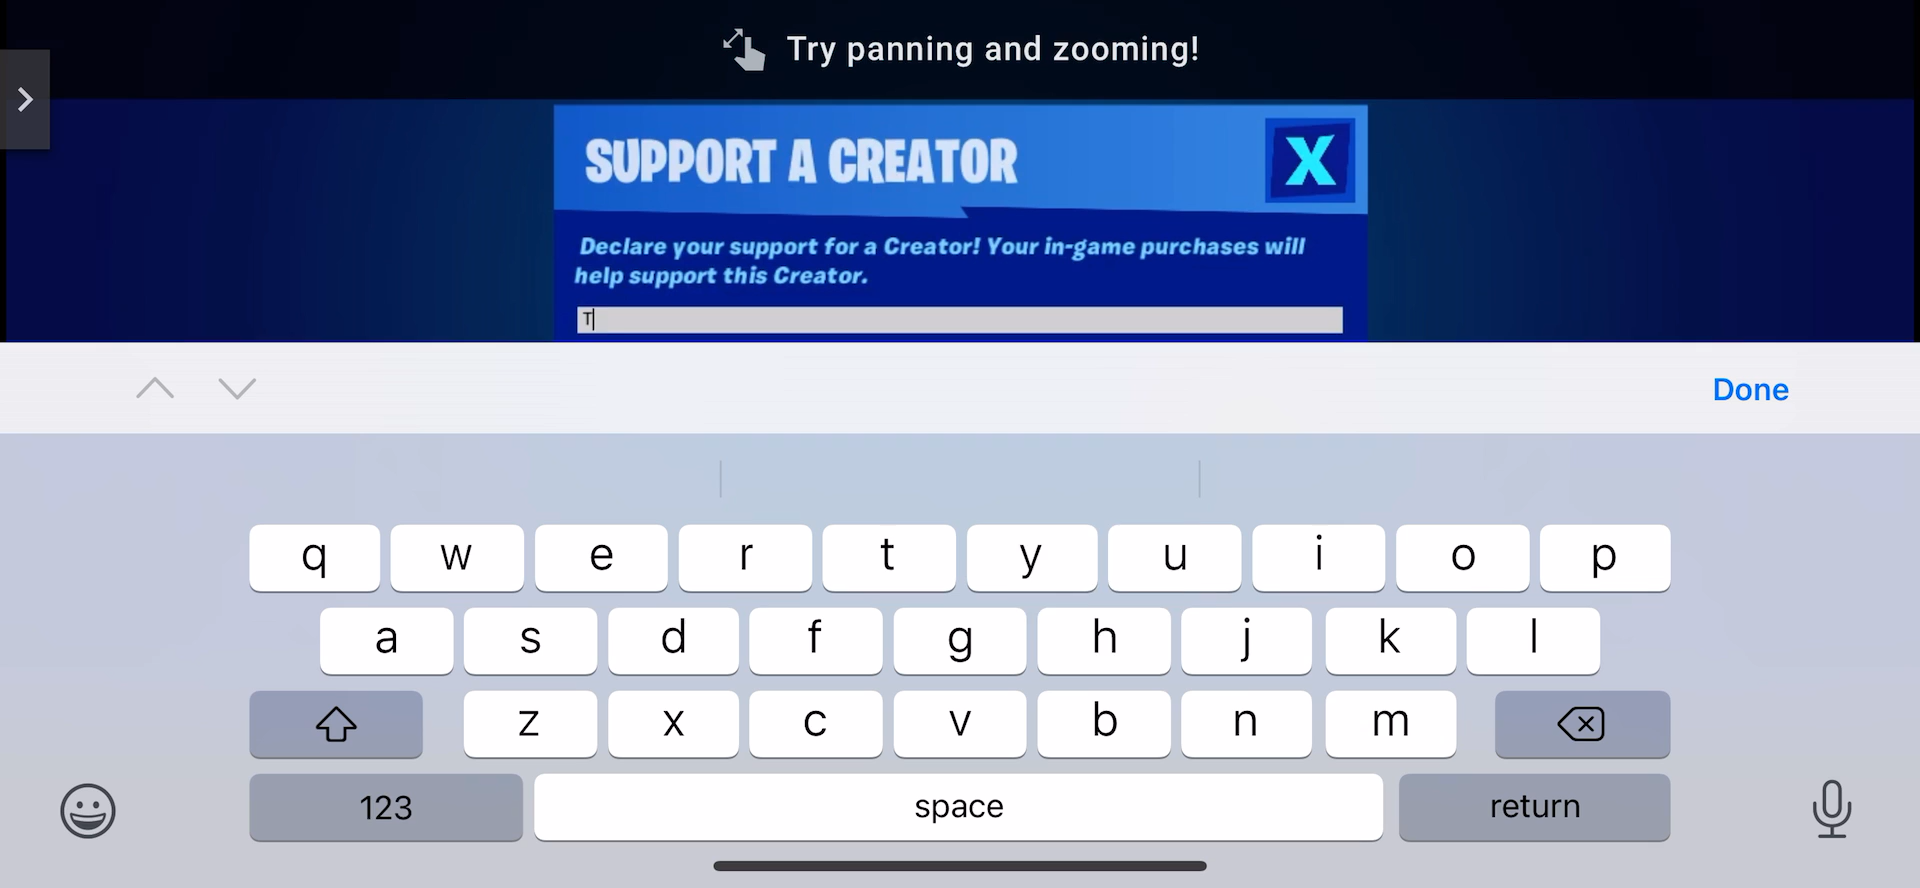 Try panning and zooming!
SUPPORT A CREATOR
X
Declare your support for a Creator! Your in-game purchases will
help support this Creator.
T
Done
q w e r t y u i o p
a s d f g h j k l
z x c v b n m
123 space return